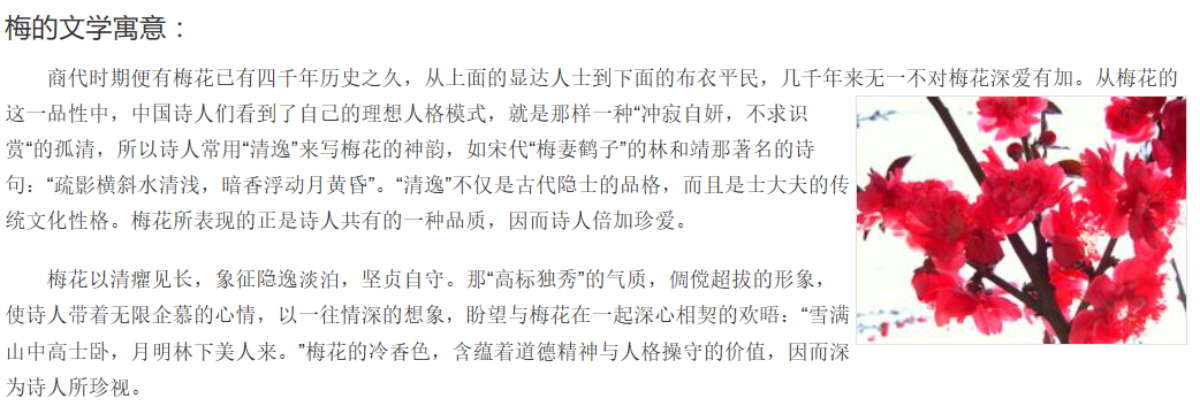 梅的文学寓意：
商代时期便有梅花已有四千年历史之久，从上面的显达人士到下面的布衣平民，几千年来无一不对梅花深爱有加。从梅花的
这一品性中，中国诗人们看到了自己的理想人格模式，就是那样一种“冲寂自妍，不求识
赏“的孤清，所以诗人常用“清逸”来写梅花的神韵，如宋代“梅妻鹤子”的林和靖那著名的诗
句：“疏影横斜水清浅，暗香浮动月黄昏”。“清逸”不仅是古代隐士的品格，而且是士大夫的传
统文化性格。梅花所表现的正是诗人共有的一种品质，因而诗人倍加珍爱。
梅花以清癯见长，象征隐逸淡泊，坚贞自守。那“高标独秀”的气质，倜傥超拔的形象，
使诗人带着无限企慕的心情，以一往情深的想象，盼望与梅花在一起深心相契的欢晤：“雪满
山中高士卧，月明林下美人来。”梅花的冷香色，含蕴着道德精神与人格操守的价值，因而深
为诗人所珍视。